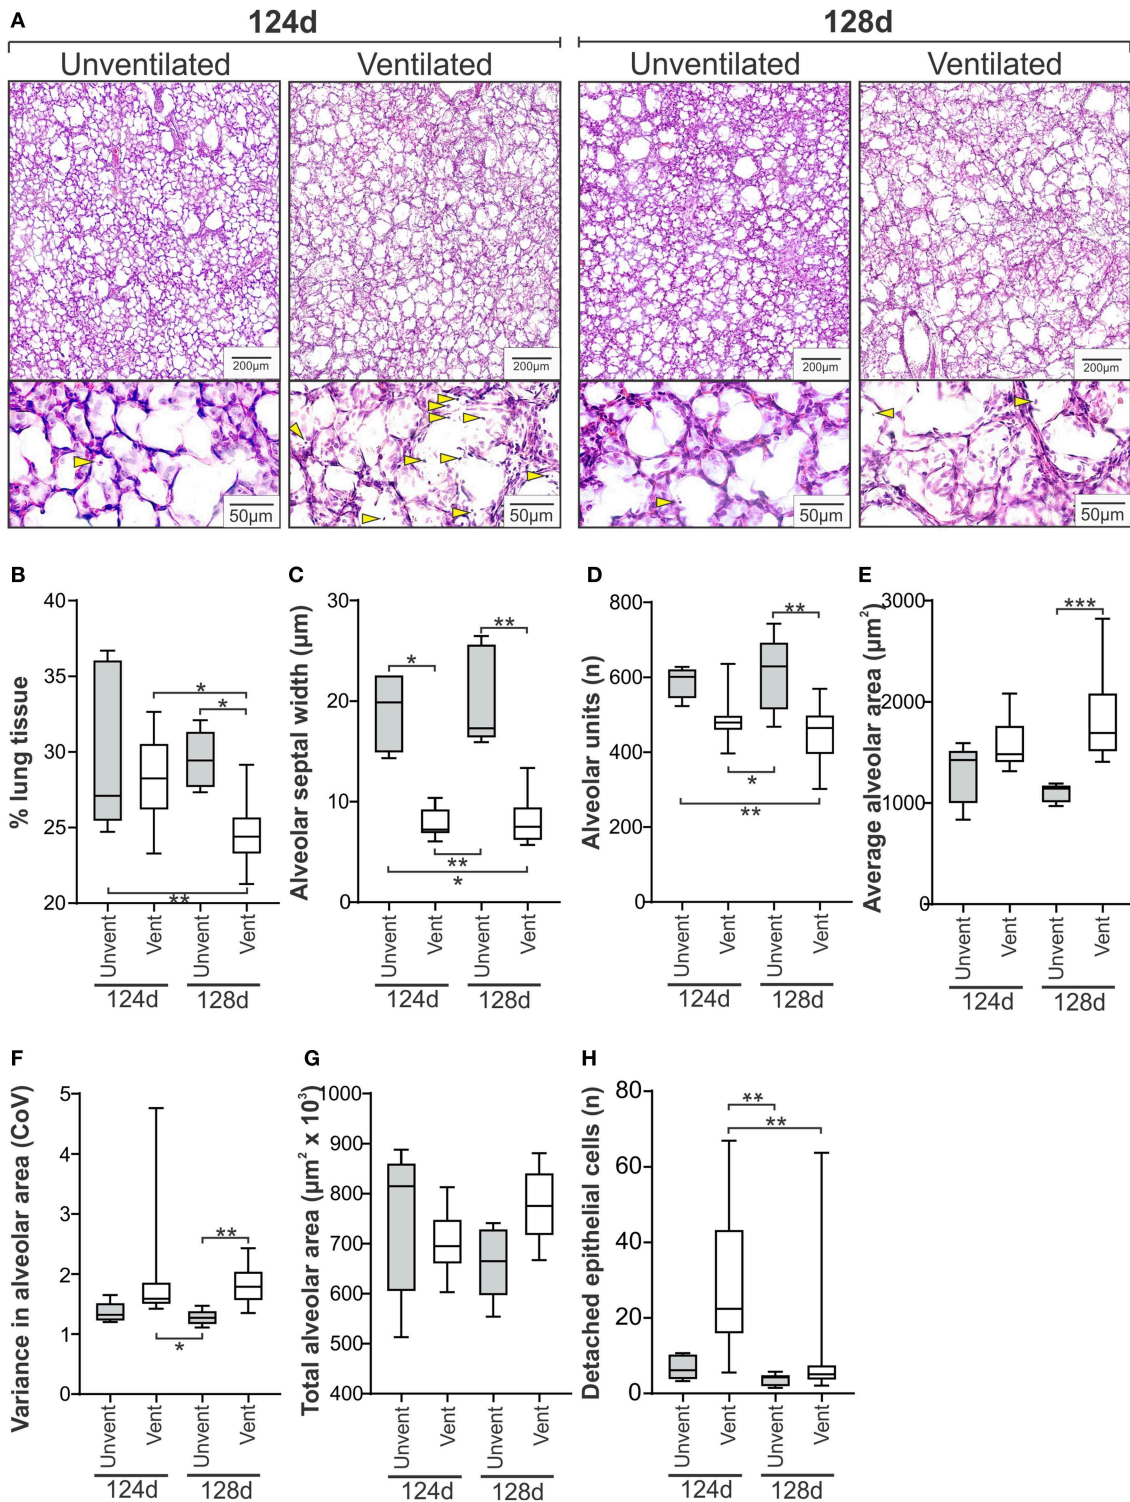 A
124d
128d
Unventilated
Ventilated
Unventilated
Ventilated
200µm
200µm
200µm
200µm
50µm
50µm
50µm
50µm
B
% lung tissue
40
35
30
25
20
*
*
**
Unvent
Vent
Unvent
Vent
124d
128d
C
Alveolar septal width (µm)
30
20
10
0
*
**
**
*
Unvent
Vent
Unvent
Vent
124d
128d
D
Alveolar units (n)
800
600
400
200
0
**
*
**
Unvent
Vent
Unvent
Vent
124d
128d
E
Average alveolar area (µm²)
3000
2000
1000
0
***
Unvent
Vent
Unvent
Vent
124d
128d
F
Variance in alveolar area (CoV)
5
4
3
2
1
0
**
*
Unvent
Vent
Unvent
Vent
124d
128d
G
Total alveolar area (µm² x 10³)
1000
900
800
700
600
500
400
Unvent
Vent
Unvent
Vent
124d
128d
H
Detached epithelial cells (n)
80
60
40
20
0
**
**
Unvent
Vent
Unvent
Vent
124d
128d